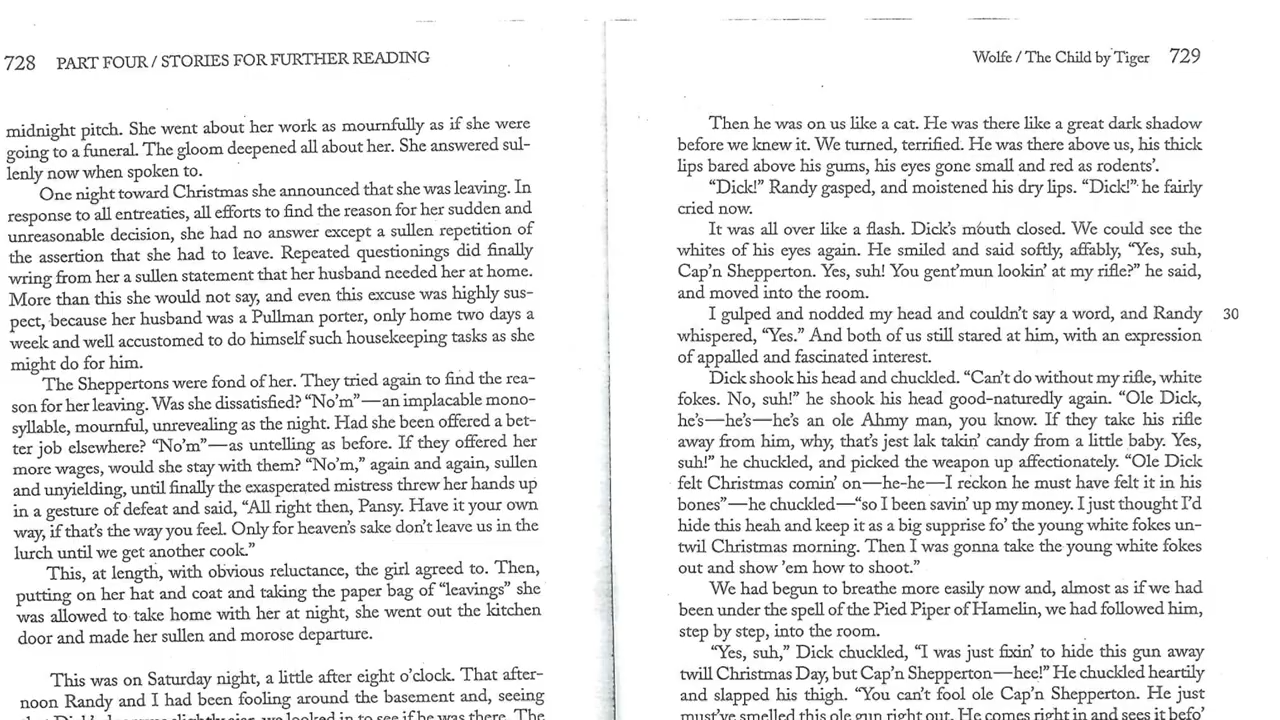 728 PART FOUR / STORIES FOR FURTHER READING
midnight pitch. She went about her work as mournfully as if she were
going to a funeral. The gloom deepened all about her. She answered sul-
lenly now when spoken to.
One night toward Christmas she announced that she was leaving. In
response to all entreaties, all efforts to find the reason for her sudden and
unreasonable decision, she had no answer except a sullen repetition of
the assertion that she had to leave. Repeated questionings did finally
wring from her a sullen statement that her husband needed her at home.
More than this she would not say, and even this excuse was highly sus-
pect, because her husband was a Pullman porter, only home two days a
week and well accustomed to do himself such housekeeping tasks as she
might do for him.
The Sheppertons were fond of her. They tried again to find the rea-
son for her leaving. Was she dissatisfied? “No’m”—an implacable mono-
syllable, mournful, unrevealing as the night. Had she been offered a bet-
ter job elsewhere? “No’m”—as untelling as before. If they offered her
more wages, would she stay with them? “No’m,” again and again, sullen
and unyielding, until finally the exasperated mistress threw her hands up
in a gesture of defeat and said, “All right then, Pansy. Have it your own
way, if that’s the way you feel. Only for heaven’s sake don’t leave us in the
lurch until we get another cook.”
This, at length, with obvious reluctance, the girl agreed to. Then,
putting on her hat and coat and taking the paper bag of “leavings” she
was allowed to take home with her at night, she went out the kitchen
door and made her sullen and morose departure.
This was on Saturday night, a little after eight o’clock. That after-
noon Randy and I had been fooling around the basement and, seeing
Wolfe / The Child by Tiger 729
Then he was on us like a cat. He was there like a great dark shadow
before we knew it. We turned, terrified. He was there above us, his thick
lips bared above his gums, his eyes gone small and red as rodents’.
“Dick!” Randy gasped, and moistened his dry lips. “Dick!” he fairly
cried now.
It was all over like a flash. Dick’s mouth closed. We could see the
whites of his eyes again. He smiled and said softly, affably, “Yes, suh,
Cap’n Shepperton. Yes, suh! You gent’mun lookin’ at my rifle?” he said,
and moved into the room.
I gulped and nodded my head and couldn’t say a word, and Randy 30
whispered, “Yes.” And both of us still stared at him, with an expression
of appalled and fascinated interest.
Dick shook his head and chuckled. “Can’t do without my rifle, white
fokes. No, suh!” he shook his head good-naturedly again. “Ole Dick,
he’s—he’s—he’s an ole Ahmy man, you know. If they take his rifle
away from him, why, that’s jest lak takin’ candy from a little baby. Yes,
suh!” he chuckled, and picked the weapon up affectionately. “Ole Dick
felt Christmas comin’ on—he-he—I reckon he must have felt it in his
bones”—he chuckled—“so I been savin’ up my money. I just thought I’d
hide this heah and keep it as a big supprise fo’ the young white fokes un-
twil Christmas morning. Then I was gonna take the young white fokes
out and show ’em how to shoot.”
We had begun to breathe more easily now and, almost as if we had
been under the spell of the Pied Piper of Hamelin, we had followed him,
step by step, into the room.
“Yes, suh,” Dick chuckled, “I was just fixin’ to hide this gun away
twill Christmas Day, but Cap’n Shepperton—hee!” He chuckled heartily
and slapped his thigh. “You can’t fool ole Cap’n Shepperton. He just
must’ve smelled this ole gun right out. He comes right in and sees it befo’